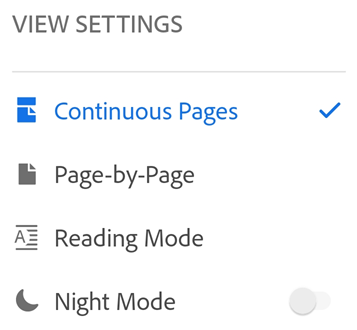 VIEW SETTINGS
Continuous Pages
Page-by-Page
Reading Mode
Night Mode